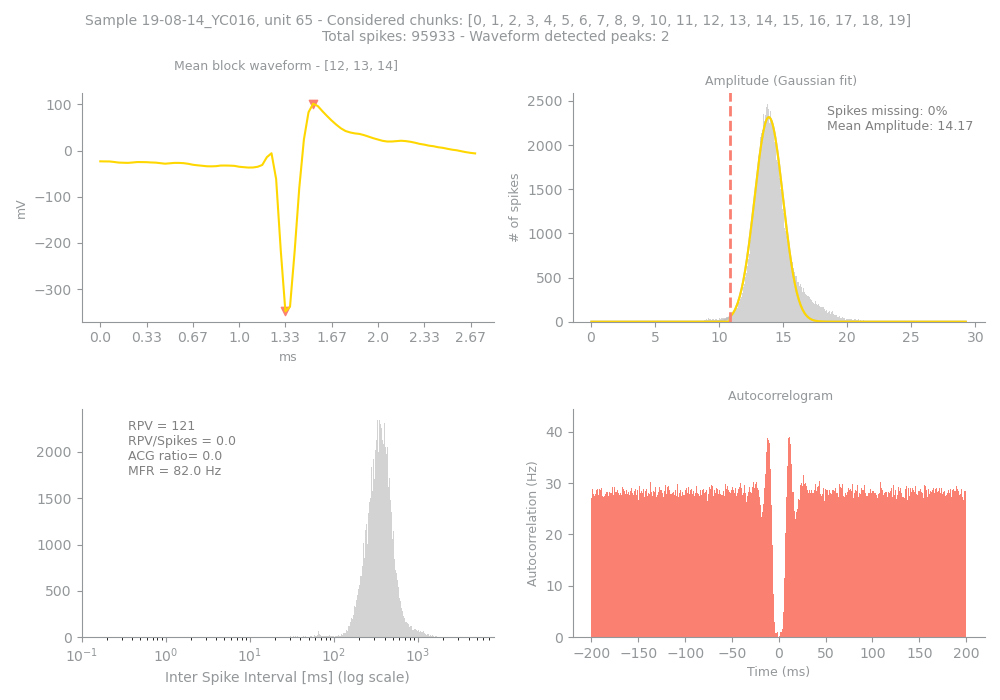 Sample 19-08-14_YC016, unit 65 - Considered chunks: [0, 1, 2, 3, 4, 5, 6, 7, 8, 9, 10, 11, 12, 13, 14, 15, 16, 17, 18, 19]
Total spikes: 95933 - Waveform detected peaks: 2
Mean block waveform - [12, 13, 14]
100
0
−100
−200
−300
mV
0.0 0.33 0.67 1.0 1.33 1.67 2.0 2.33 2.67
ms
Amplitude (Gaussian fit)
Spikes missing: 0%
Mean Amplitude: 14.17
2500
2000
1500
1000
500
0
# of spikes
0 5 10 15 20 25 30
RPV = 121
RPV/Spikes = 0.0
ACG ratio= 0.0
MFR = 82.0 Hz
2000
1500
1000
500
0
10⁻¹ 10⁰ 10¹ 10² 10³
Inter Spike Interval [ms] (log scale)
Autocorrelogram
40
30
20
10
0
Autocorrelation (Hz)
−200 −150 −100 −50 0 50 100 150 200
Time (ms)